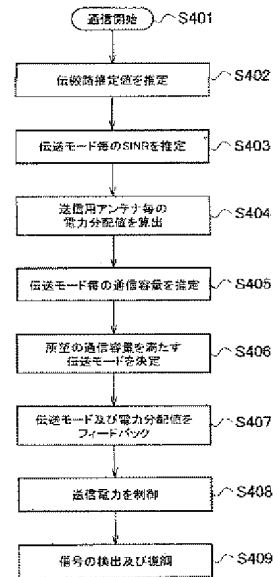 通信開始
S401
伝搬路推定値を推定
S402
伝送モード毎のSINRを推定
S403
送信用アンテナ毎の
電力分配値を算出
S404
伝送モード毎の通信容量を推定
S405
所望の通信容量を満たす
伝送モードを決定
S406
伝送モード及び電力分配値を
フィードバック
S407
送信電力を制御
S408
信号の検出及び復調
S409